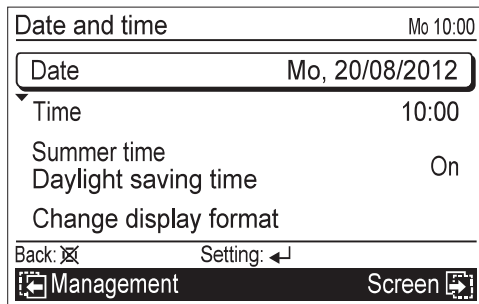 Date and time Mo 10:00
Date Mo, 20/08/2012
Time 10:00
Summer time
Daylight saving time On
Change display format
Back: Setting:
Management Screen